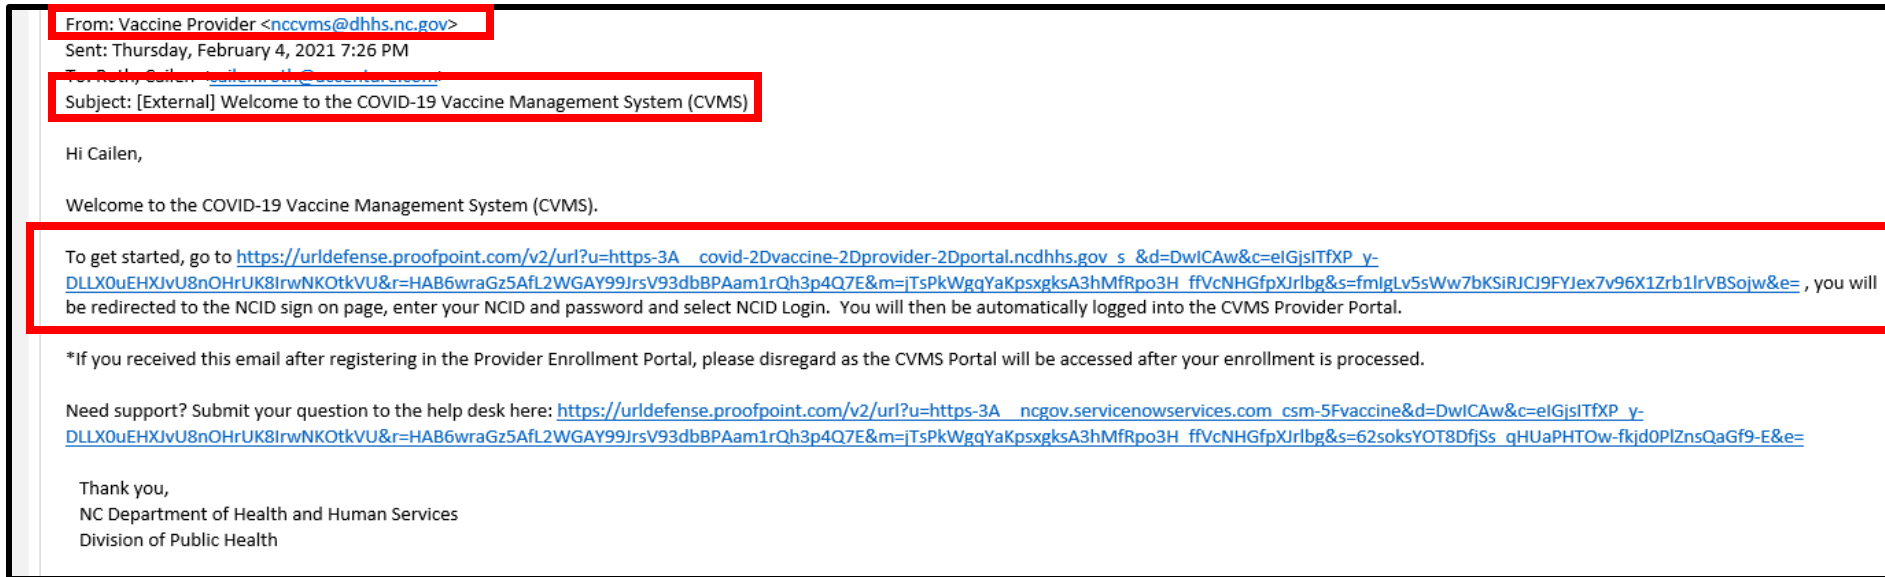 From: Vaccine Provider <nccvms@dhhs.nc.gov>
Sent: Thursday, February 4, 2021 7:26 PM
To: Roth, Cailen
Subject: [External] Welcome to the COVID-19 Vaccine Management System (CVMS)
Hi Cailen,
Welcome to the COVID-19 Vaccine Management System (CVMS).
To get started, go to https://urldefense.proofpoint.com/v2/url?u=https-3A__covid-2Dvaccine-2Dprovider-2Dportal.ncdhhs.gov_s_&d=DwICAw&c=eIGjsITfXP_y-
DLLX0uEHXJvU8nOHrUK8IrwNKOtkVU&r=HAB6wraGz5AfL2WGAY99JrsV93dbBPAam1rQh3p4Q7E&m=jTsPkWgqYaKpsxgksA3hMfRpo3H_ffVcNHGfpXJrlbg&s=fmIgLv5sWw7bKSiRJCJ9FYJex7v96X1Zrb1lrVBSojw&e= , you will
be redirected to the NCID sign on page, enter your NCID and password and select NCID Login. You will then be automatically logged into the CVMS Provider Portal.
*If you received this email after registering in the Provider Enrollment Portal, please disregard as the CVMS Portal will be accessed after your enrollment is processed.
Need support? Submit your question to the help desk here: https://urldefense.proofpoint.com/v2/url?u=https-3A__ncgov.servicenowservices.com_csm-5Fvaccine&d=DwICAw&c=eIGjsITfXP_y-
DLLX0uEHXJvU8nOHrUK8IrwNKOtkVU&r=HAB6wraGz5AfL2WGAY99JrsV93dbBPAam1rQh3p4Q7E&m=jTsPkWgqYaKpsxgksA3hMfRpo3H_ffVcNHGfpXJrlbg&s=62soksYOT8DfjSs_qHUaPHTOw-fkjd0PlZnsQaGf9-E&e=
Thank you,
NC Department of Health and Human Services
Division of Public Health